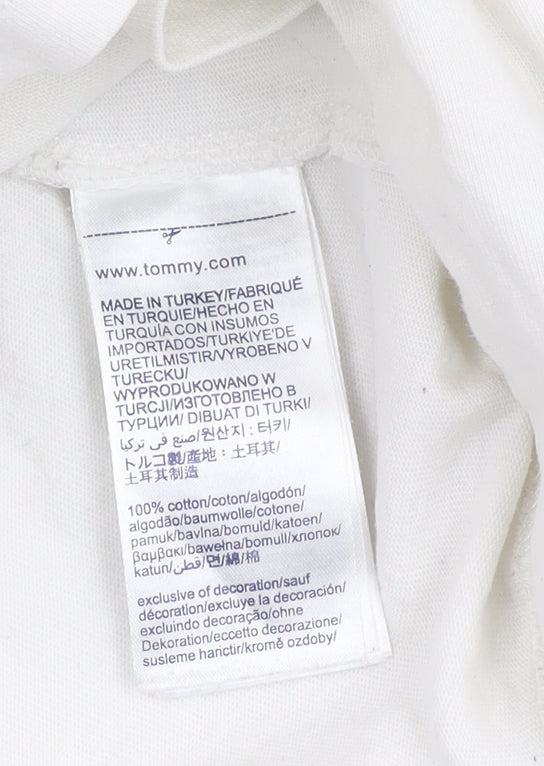 www.tommy.com
MADE IN TURKEY/FABRIQUÉ
EN TURQUIE/HECHO EN
TURQUÍA CON INSUMOS
IMPORTADOS/TURKIYE'DE
URETILMISTIR/VYROBENO V
TURECKU/
WYPRODUKOWANO W
TURCJI/ИЗГОТОВЛЕНО В
ТУРЦИИ/ DIBUAT DI TURKI/
صنع في تركيا/원산지 : 터키/
トルコ製/產地：土耳其/
土耳其制造
100% cotton/coton/algodón/
algodão/baumwolle/cotone/
pamuk/bavlna/bomuld/katoen/
βαμβακι/bawełna/bomull/хлопок/
katun/قطن/면/綿/棉
exclusive of decoration/sauf
décoration/excluye la decoración/
excluindo decoração/ohne
Dekoration/eccetto decorazione/
susleme harictir/kromě ozdoby/